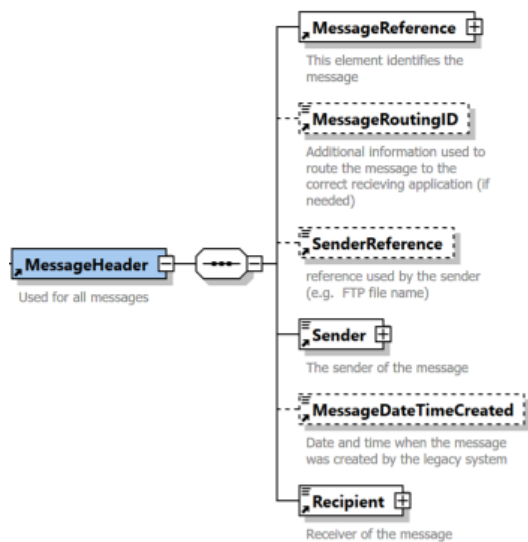 MessageReference
This element identifies the
message
MessageRoutingID
Additional information used to
route the message to the
correct recieving application (if
needed)
SenderReference
reference used by the sender
(e.g. FTP file name)
MessageHeader
Used for all messages
Sender
The sender of the message
MessageDateTimeCreated
Date and time when the message
was created by the legacy system
Recipient
Receiver of the message